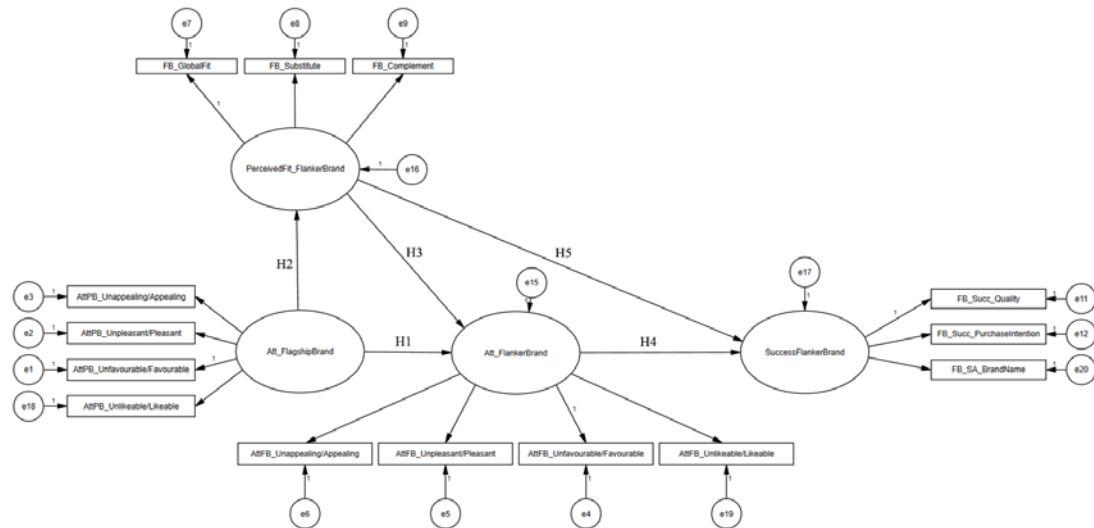 e7
e8
e9
1
1
1
FB_GlobalFit
FB_Substitute
FB_Complement
1
PerceivedFit_FlankerBrand
1
e16
H2
H3
H5
e3
1
AttPB_Unappealing/Appealing
e2
1
AttPB_Unpleasant/Pleasant
e1
1
AttPB_Unfavourable/Favourable
1
e18
1
AttPB_Unlikeable/Likeable
Att_FlagshipBrand
H1
e15
1
Att_FlankerBrand
H4
e17
1
SuccessFlankerBrand
1
FB_Succ_Quality
1
e11
FB_Succ_PurchaseIntention
1
e12
FB_SA_BrandName
1
e20
1
AttFB_Unappealing/Appealing
AttFB_Unpleasant/Pleasant
AttFB_Unfavourable/Favourable
AttFB_Unlikeable/Likeable
1
1
1
1
e6
e5
e4
e19